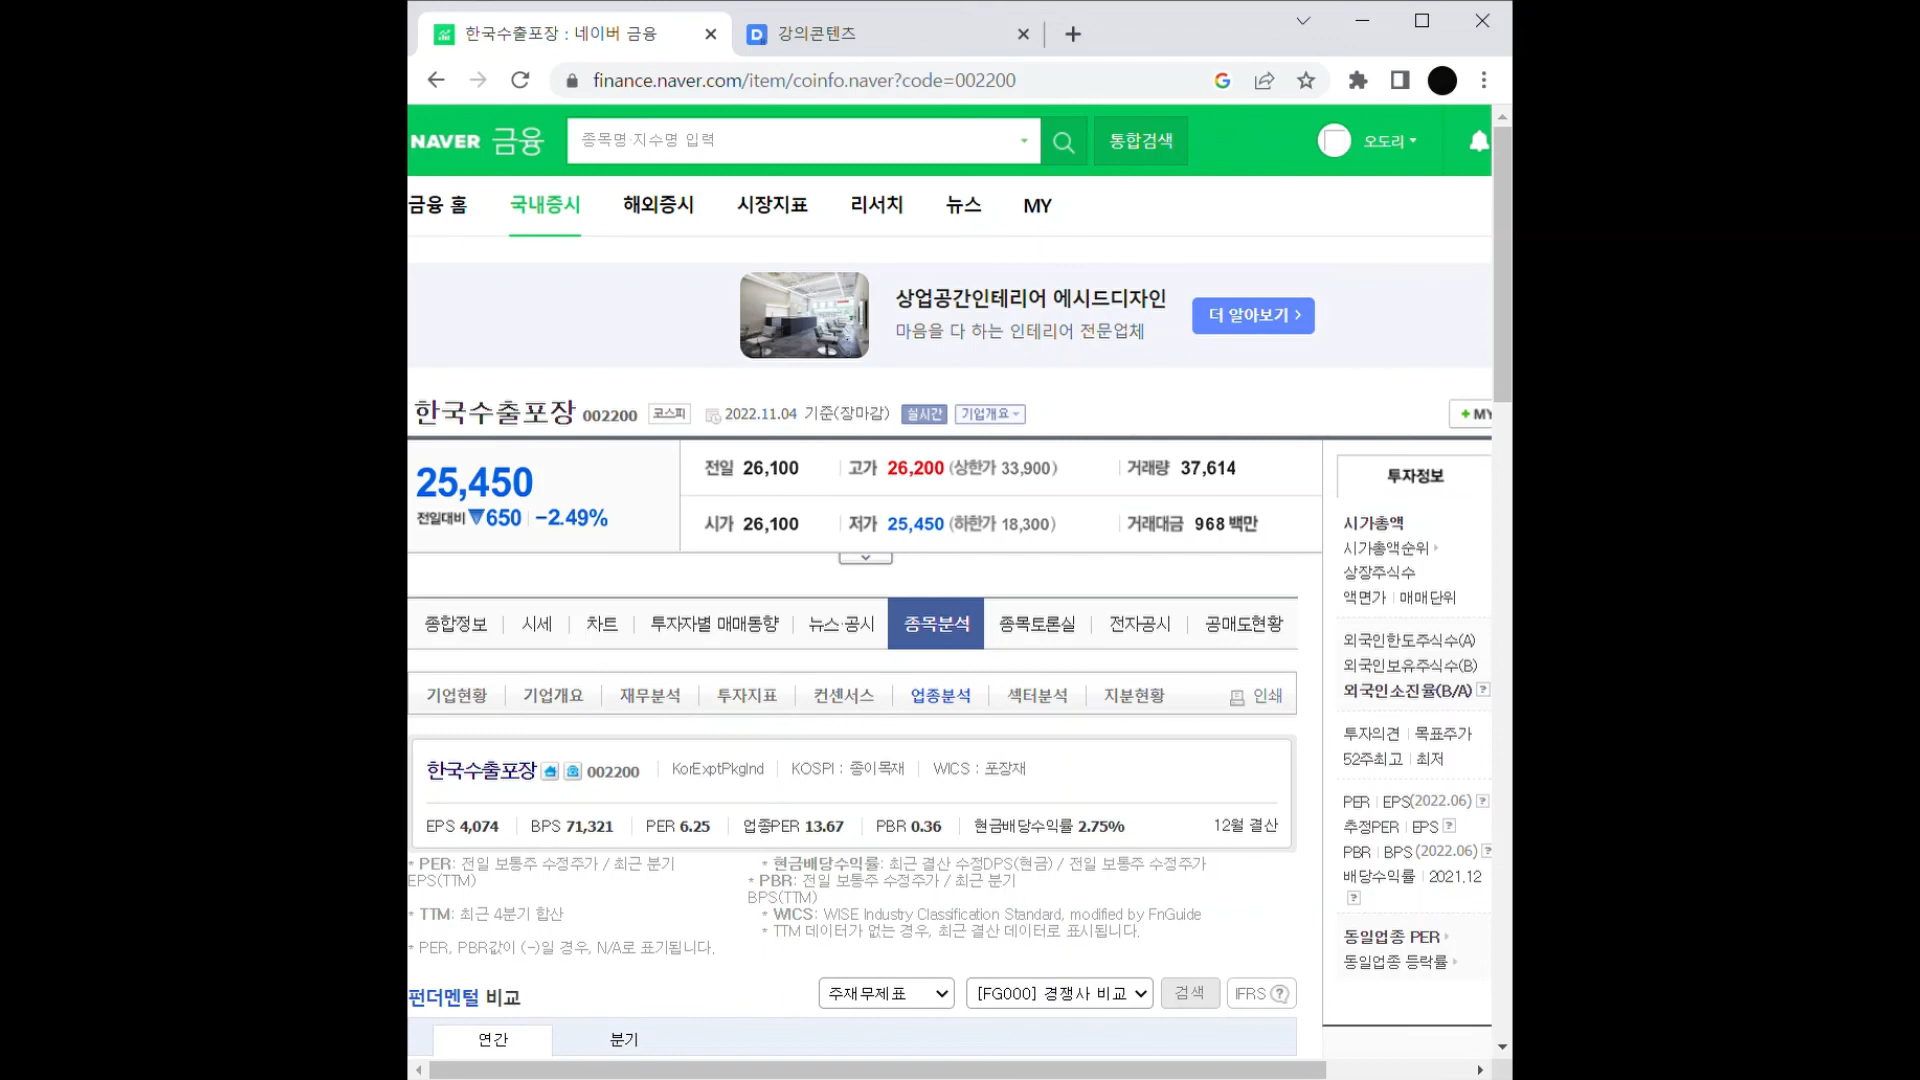 한국수출포장 : 네이버 금융
강의콘텐츠
finance.naver.com/item/coinfo.naver?code=002200
NAVER 금융
종목명·지수명 입력
통합검색
오도리
금융 홈 국내증시 해외증시 시장지표 리서치 뉴스 MY
상업공간인테리어 에시드디자인
마음을 다 하는 인테리어 전문업체
더 알아보기 >
한국수출포장 002200 코스피 2022.11.04 기준(장마감) 실시간 기업개요
+ MY
25,450
전일대비 ▼650 -2.49%
전일 26,100 고가 26,200 (상한가 33,900) 거래량 37,614
시가 26,100 저가 25,450 (하한가 18,300) 거래대금 968 백만
종합정보 시세 차트 투자자별 매매동향 뉴스·공시 종목분석 종목토론실 전자공시 공매도현황
기업현황 기업개요 재무분석 투자지표 컨센서스 업종분석 섹터분석 지분현황 인쇄
한국수출포장 002200 KorExptPkgInd KOSPI : 종이목재 WICS : 포장재
EPS 4,074 BPS 71,321 PER 6.25 업종PER 13.67 PBR 0.36 현금배당수익률 2.75% 12월 결산
* PER: 전일 보통주 수정주가 / 최근 분기
EPS(TTM)
* TTM: 최근 4분기 합산
* PER, PBR값이 (-)일 경우, N/A로 표기됩니다.
* 현금배당수익률: 최근 결산 수정DPS(현금) / 전일 보통주 수정주가
* PBR: 전일 보통주 수정주가 / 최근 분기
BPS(TTM)
* WICS: WISE Industry Classification Standard, modified by FnGuide
* TTM 데이터가 없는 경우, 최근 결산 데이터로 표시됩니다.
펀더멘털 비교
주재무제표 [FG000] 경쟁사 비교 검색 IFRS ?
연간 분기
투자정보
시가총액
시가총액순위
상장주식수
액면가 매매단위
외국인한도주식수(A)
외국인보유주식수(B)
외국인소진율(B/A) ?
투자의견 목표주가
52주최고 최저
PER EPS(2022.06) ?
추정PER EPS ?
PBR BPS (2022.06) ?
배당수익률 2021.12
?
동일업종 PER
동일업종 등락률